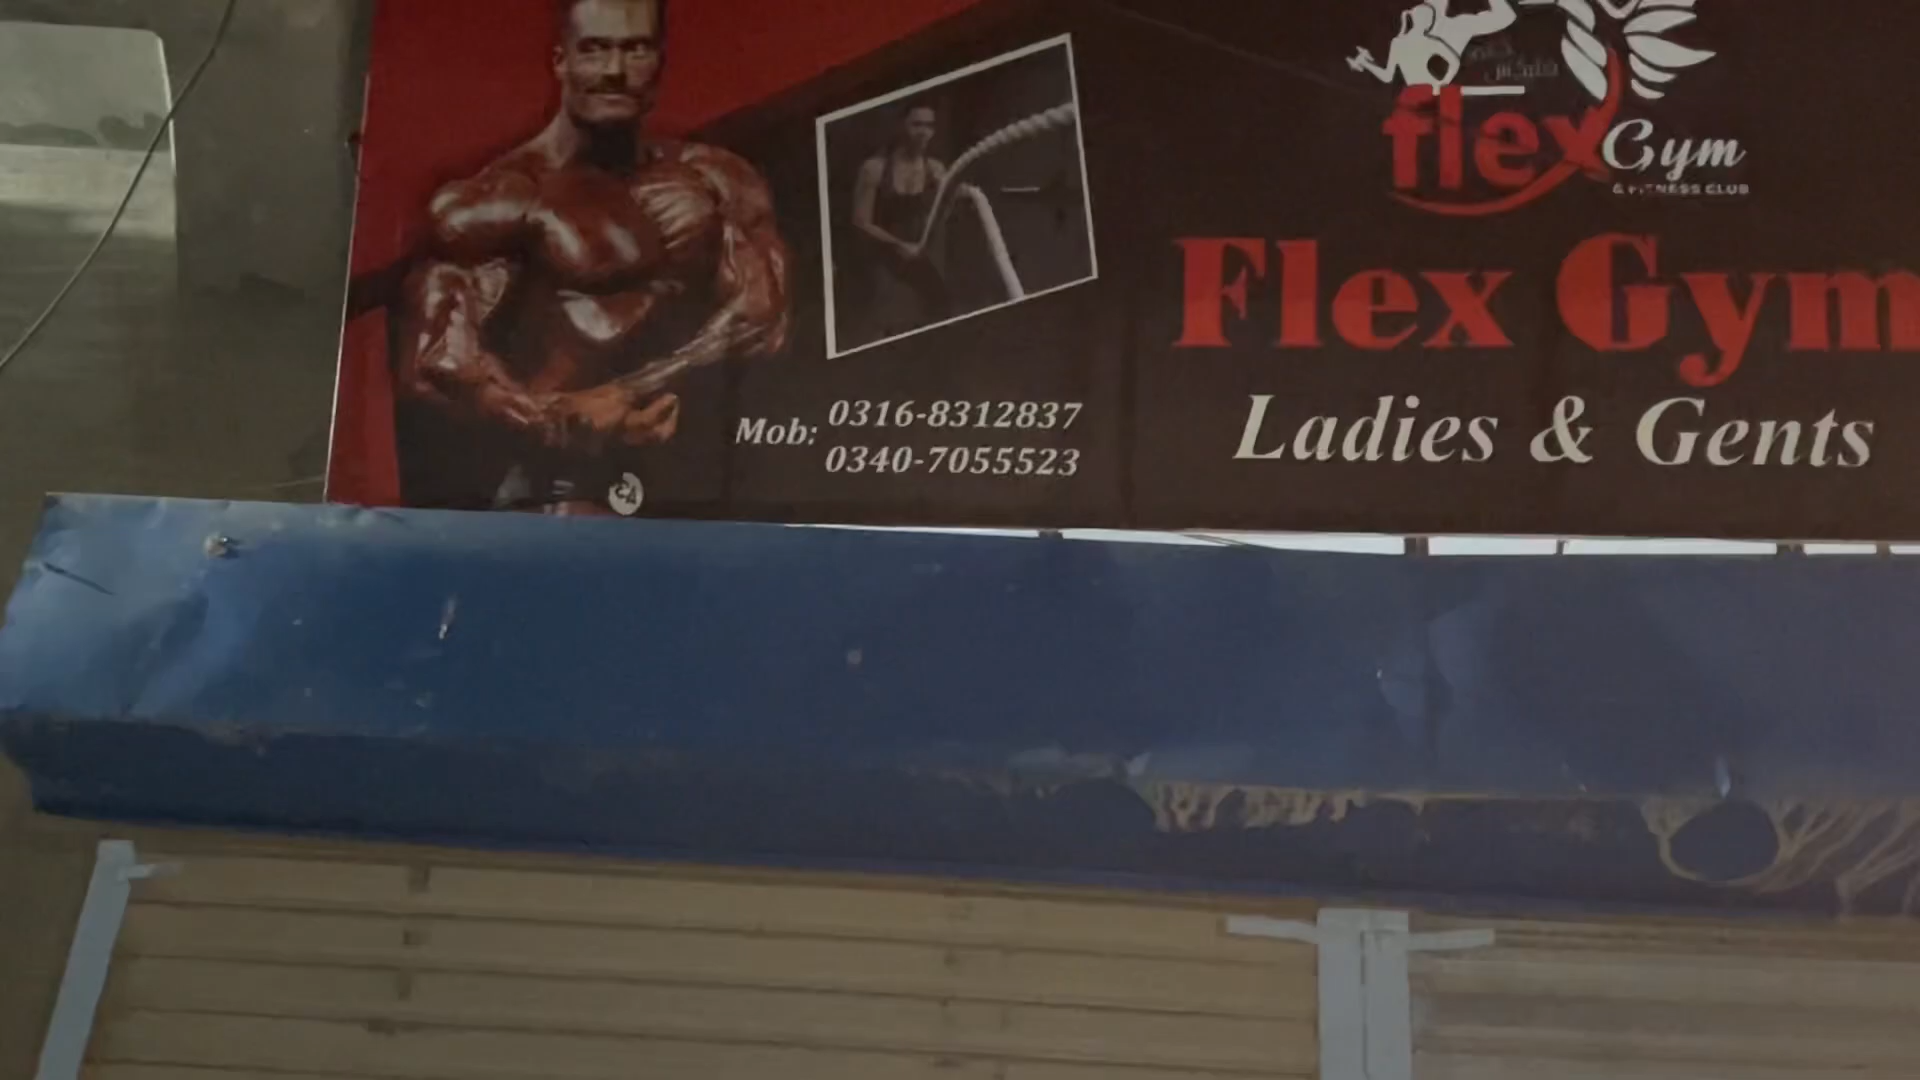 flex Gym
& FITNESS CLUB
Flex Gym
Ladies & Gents
Mob: 0316-8312837
0340-7055523